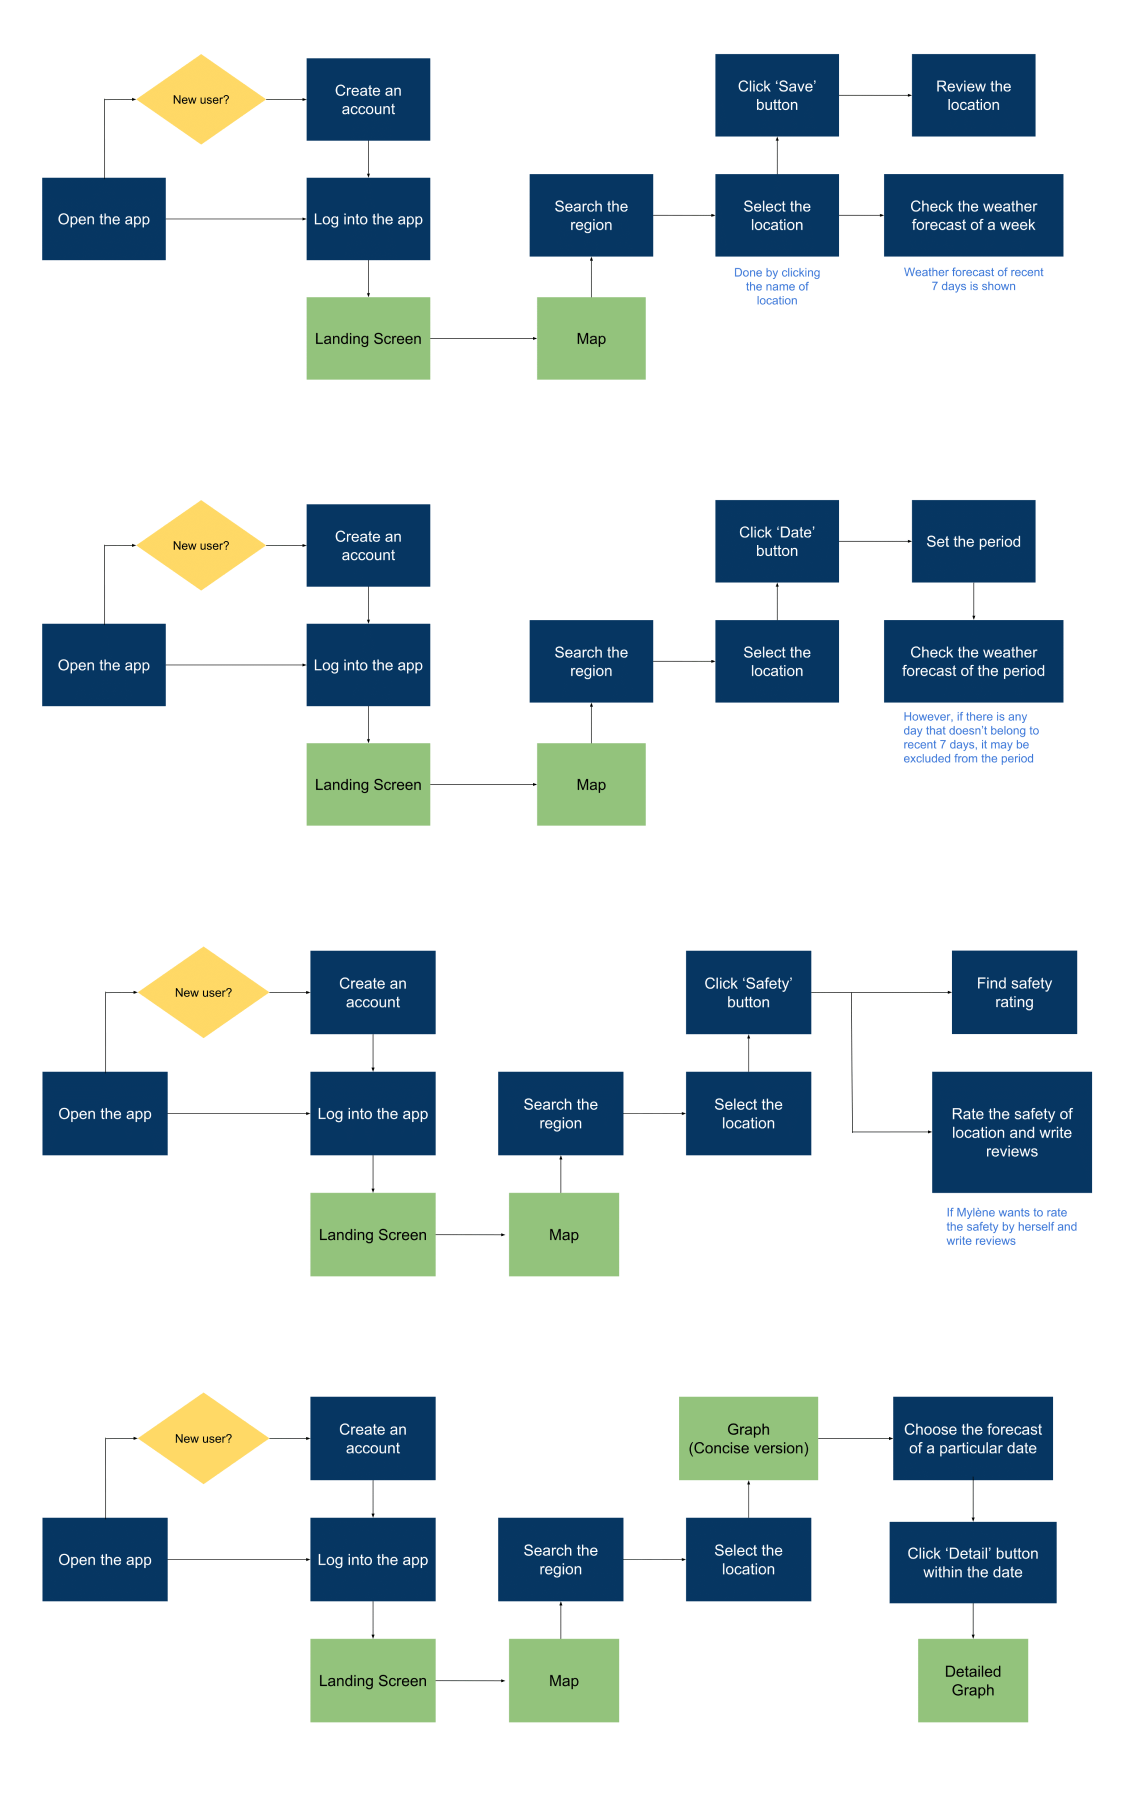 New user?
Create an
account
Click ‘Save’
button
Review the
location
Open the app
Log into the app
Search the
region
Select the
location
Check the weather
forecast of a week
Done by clicking
the name of
location
Weather forecast of recent
7 days is shown
Landing Screen
Map
New user?
Create an
account
Click ‘Date’
button
Set the period
Open the app
Log into the app
Search the
region
Select the
location
Check the weather
forecast of the period
However, if there is any
day that doesn’t belong to
recent 7 days, it may be
excluded from the period
Landing Screen
Map
New user?
Create an
account
Click ‘Safety’
button
Find safety
rating
Open the app
Log into the app
Search the
region
Select the
location
Rate the safety of
location and write
reviews
If Mylène wants to rate
the safety by herself and
write reviews
Landing Screen
Map
New user?
Create an
account
Graph
(Concise version)
Choose the forecast
of a particular date
Open the app
Log into the app
Search the
region
Select the
location
Click ‘Detail’ button
within the date
Landing Screen
Map
Detailed
Graph